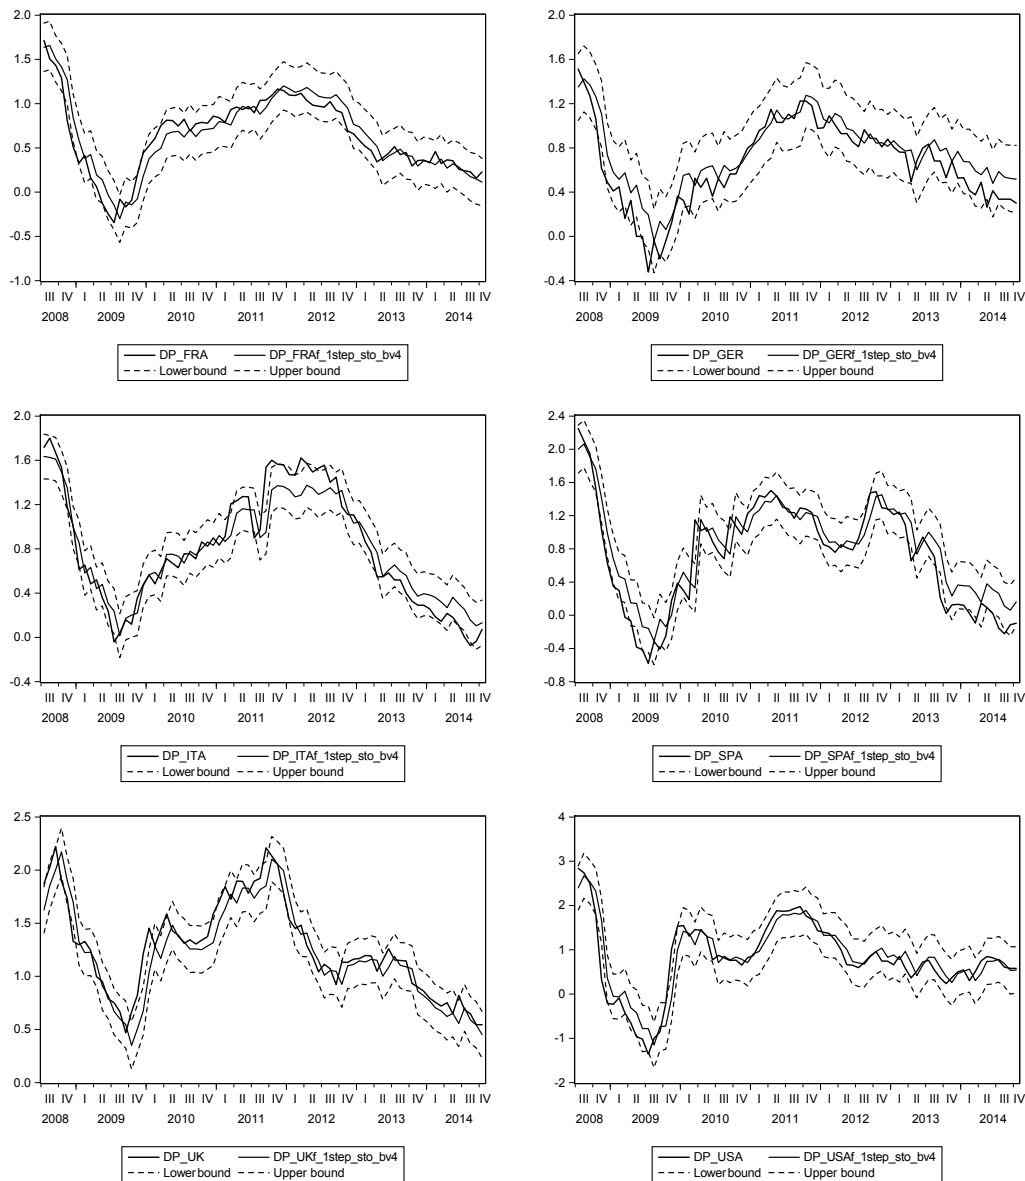 2.0
1.5
1.0
0.5
0.0
-0.5
-1.0
III IV I II III IV I II III IV I II III IV I II III IV I II III IV I II III IV
2008 2009 2010 2011 2012 2013 2014
DP_FRA DP_FRAf_1step_sto_bv4
Lower bound Upper bound
2.0
1.6
1.2
0.8
0.4
0.0
-0.4
III IV I II III IV I II III IV I II III IV I II III IV I II III IV I II III IV
2008 2009 2010 2011 2012 2013 2014
DP_GER DP_GERf_1step_sto_bv4
Lower bound Upper bound
2.0
1.6
1.2
0.8
0.4
0.0
-0.4
III IV I II III IV I II III IV I II III IV I II III IV I II III IV I II III IV
2008 2009 2010 2011 2012 2013 2014
DP_ITA DP_ITAf_1step_sto_bv4
Lower bound Upper bound
2.4
2.0
1.6
1.2
0.8
0.4
0.0
-0.4
-0.8
III IV I II III IV I II III IV I II III IV I II III IV I II III IV I II III IV
2008 2009 2010 2011 2012 2013 2014
DP_SPA DP_SPAf_1step_sto_bv4
Lower bound Upper bound
2.5
2.0
1.5
1.0
0.5
0.0
III IV I II III IV I II III IV I II III IV I II III IV I II III IV I II III IV
2008 2009 2010 2011 2012 2013 2014
DP_UK DP_UKf_1step_sto_bv4
Lower bound Upper bound
4
3
2
1
0
-1
-2
III IV I II III IV I II III IV I II III IV I II III IV I II III IV I II III IV
2008 2009 2010 2011 2012 2013 2014
DP_USA DP_USAf_1step_sto_bv4
Lower bound Upper bound